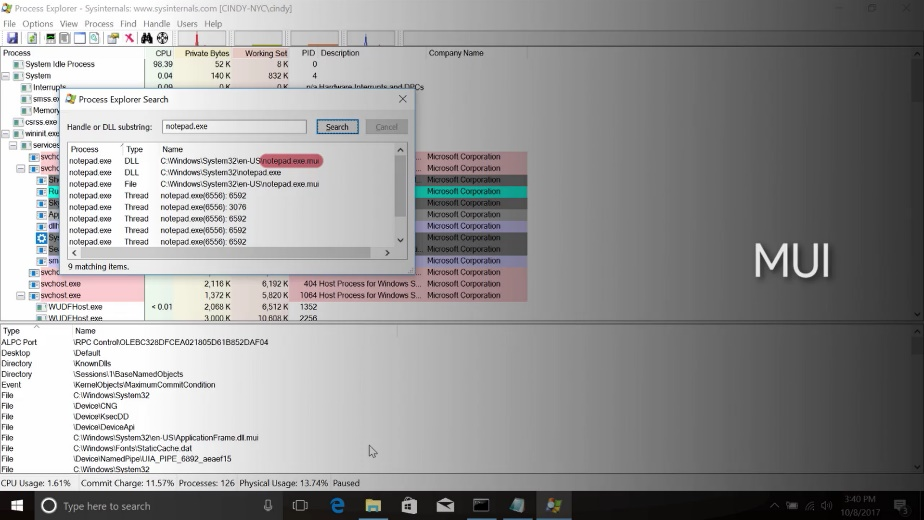 Process Explorer - Sysinternals: www.sysinternals.com [CINDY-NYC\cindy]
File Options View Process Find Handle Users Help
Process CPU Private Bytes Working Set PID Description Company Name
System Idle Process 98.39 52 K 8 K 0
System 0.04 140 K 832 K 4
Interrupts n/a Hardware Interrupts and DPCs
smss.ex
Memory
csrss.exe
wininit.exe
services
Process Explorer Search
Handle or DLL substring: notepad.exe Search Cancel
Process Type Name
notepad.exe DLL C:\Windows\System32\en-US\notepad.exe.mui
notepad.exe DLL C:\Windows\System32\notepad.exe
notepad.exe File C:\Windows\System32\en-US\notepad.exe.mui
notepad.exe Thread notepad.exe(6556): 6592
notepad.exe Thread notepad.exe(6556): 3076
notepad.exe Thread notepad.exe(6556): 6592
notepad.exe Thread notepad.exe(6556): 6592
notepad.exe Thread notepad.exe(6556): 6592
9 matching items.
svcho Microsoft Corporation
svcho Microsoft Corporation
Microsoft Corporation
Ru Microsoft Corporation
Microsoft Corporation
Microsoft Corporation
dllh Microsoft Corporation
Microsoft Corporation
Microsoft Corporation
sm Microsoft Corporation
svchost.exe Microsoft Corporation
svchost.exe 2,116 K 6,192 K 404 Host Process for Windows S... Microsoft Corporation
svchost.exe 1,372 K 5,820 K 1064 Host Process for Windows S... Microsoft Corporation
WUDFHost.exe < 0.01 2,068 K 6,512 K 1352
WUDFHost.exe 3,000 K 10,608 K 2256
MUI
Type Name
ALPC Port \RPC Control\OLEBC328DFCEA021805D61B852DAF04
Desktop \Default
Directory \KnownDlls
Directory \Sessions\1\BaseNamedObjects
Event \KernelObjects\MaximumCommitCondition
File C:\Windows\System32
File \Device\CNG
File \Device\KsecDD
File \Device\DeviceApi
File C:\Windows\System32\en-US\ApplicationFrame.dll.mui
File C:\Windows\Fonts\StaticCache.dat
File \Device\NamedPipe\UIA_PIPE_6892_aeaef15
File C:\Windows\System32
CPU Usage: 1.61% Commit Charge: 11.57% Processes: 126 Physical Usage: 13.74% Paused
Type here to search
3:40 PM
10/8/2017